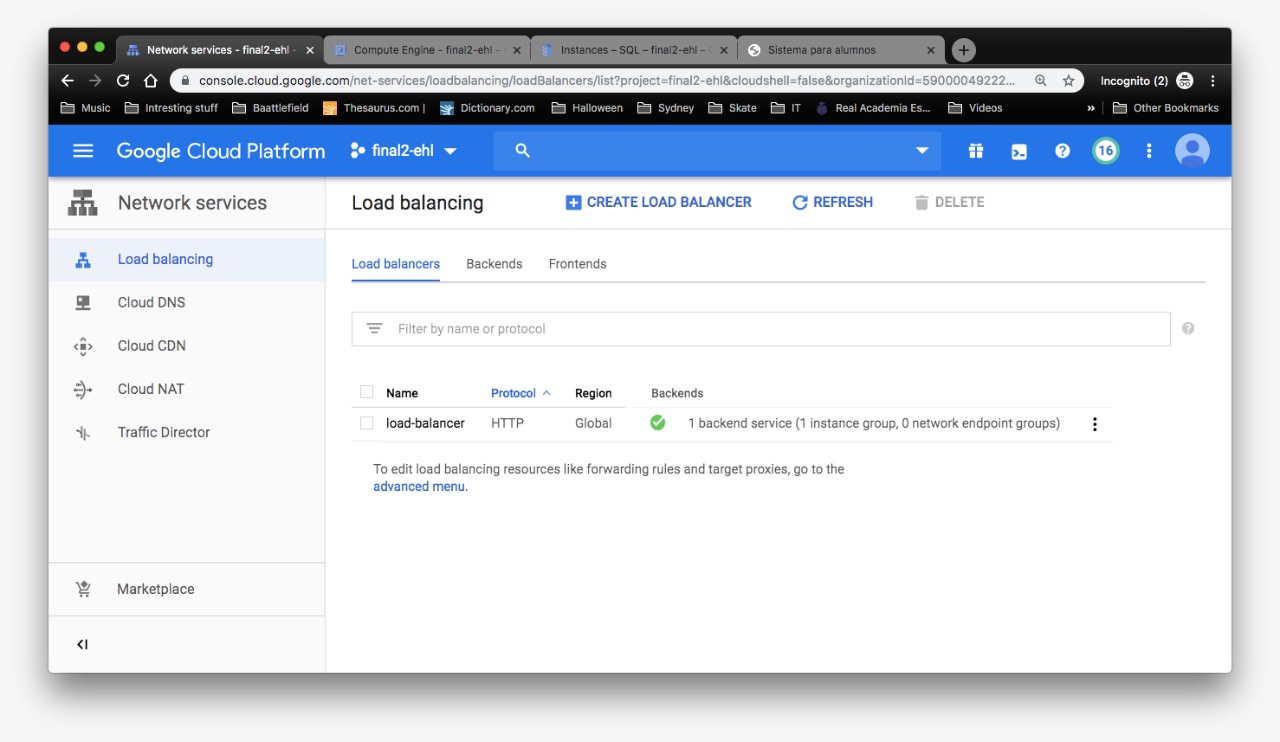 Network services - final2-ehl -
Compute Engine - final2-ehl -
Instances – SQL – final2-ehl –
Sistema para alumnos
console.cloud.google.com/net-services/loadbalancing/loadBalancers/list?project=final2-ehl&cloudshell=false&organizationId=59000049222...
Incognito (2)
Music
Intresting stuff
Baattlefield
Thesaurus.com |
Dictionary.com
Halloween
Sydney
Skate
IT
Real Academia Es...
Videos
»
Other Bookmarks
Google Cloud Platform
final2-ehl
16
Network services
Load balancing
CREATE LOAD BALANCER
REFRESH
DELETE
Load balancing
Cloud DNS
Cloud CDN
Cloud NAT
Traffic Director
Marketplace
Load balancers
Backends
Frontends
Filter by name or protocol
Name Protocol Region Backends
load-balancer HTTP Global 1 backend service (1 instance group, 0 network endpoint groups)
To edit load balancing resources like forwarding rules and target proxies, go to the
advanced menu.